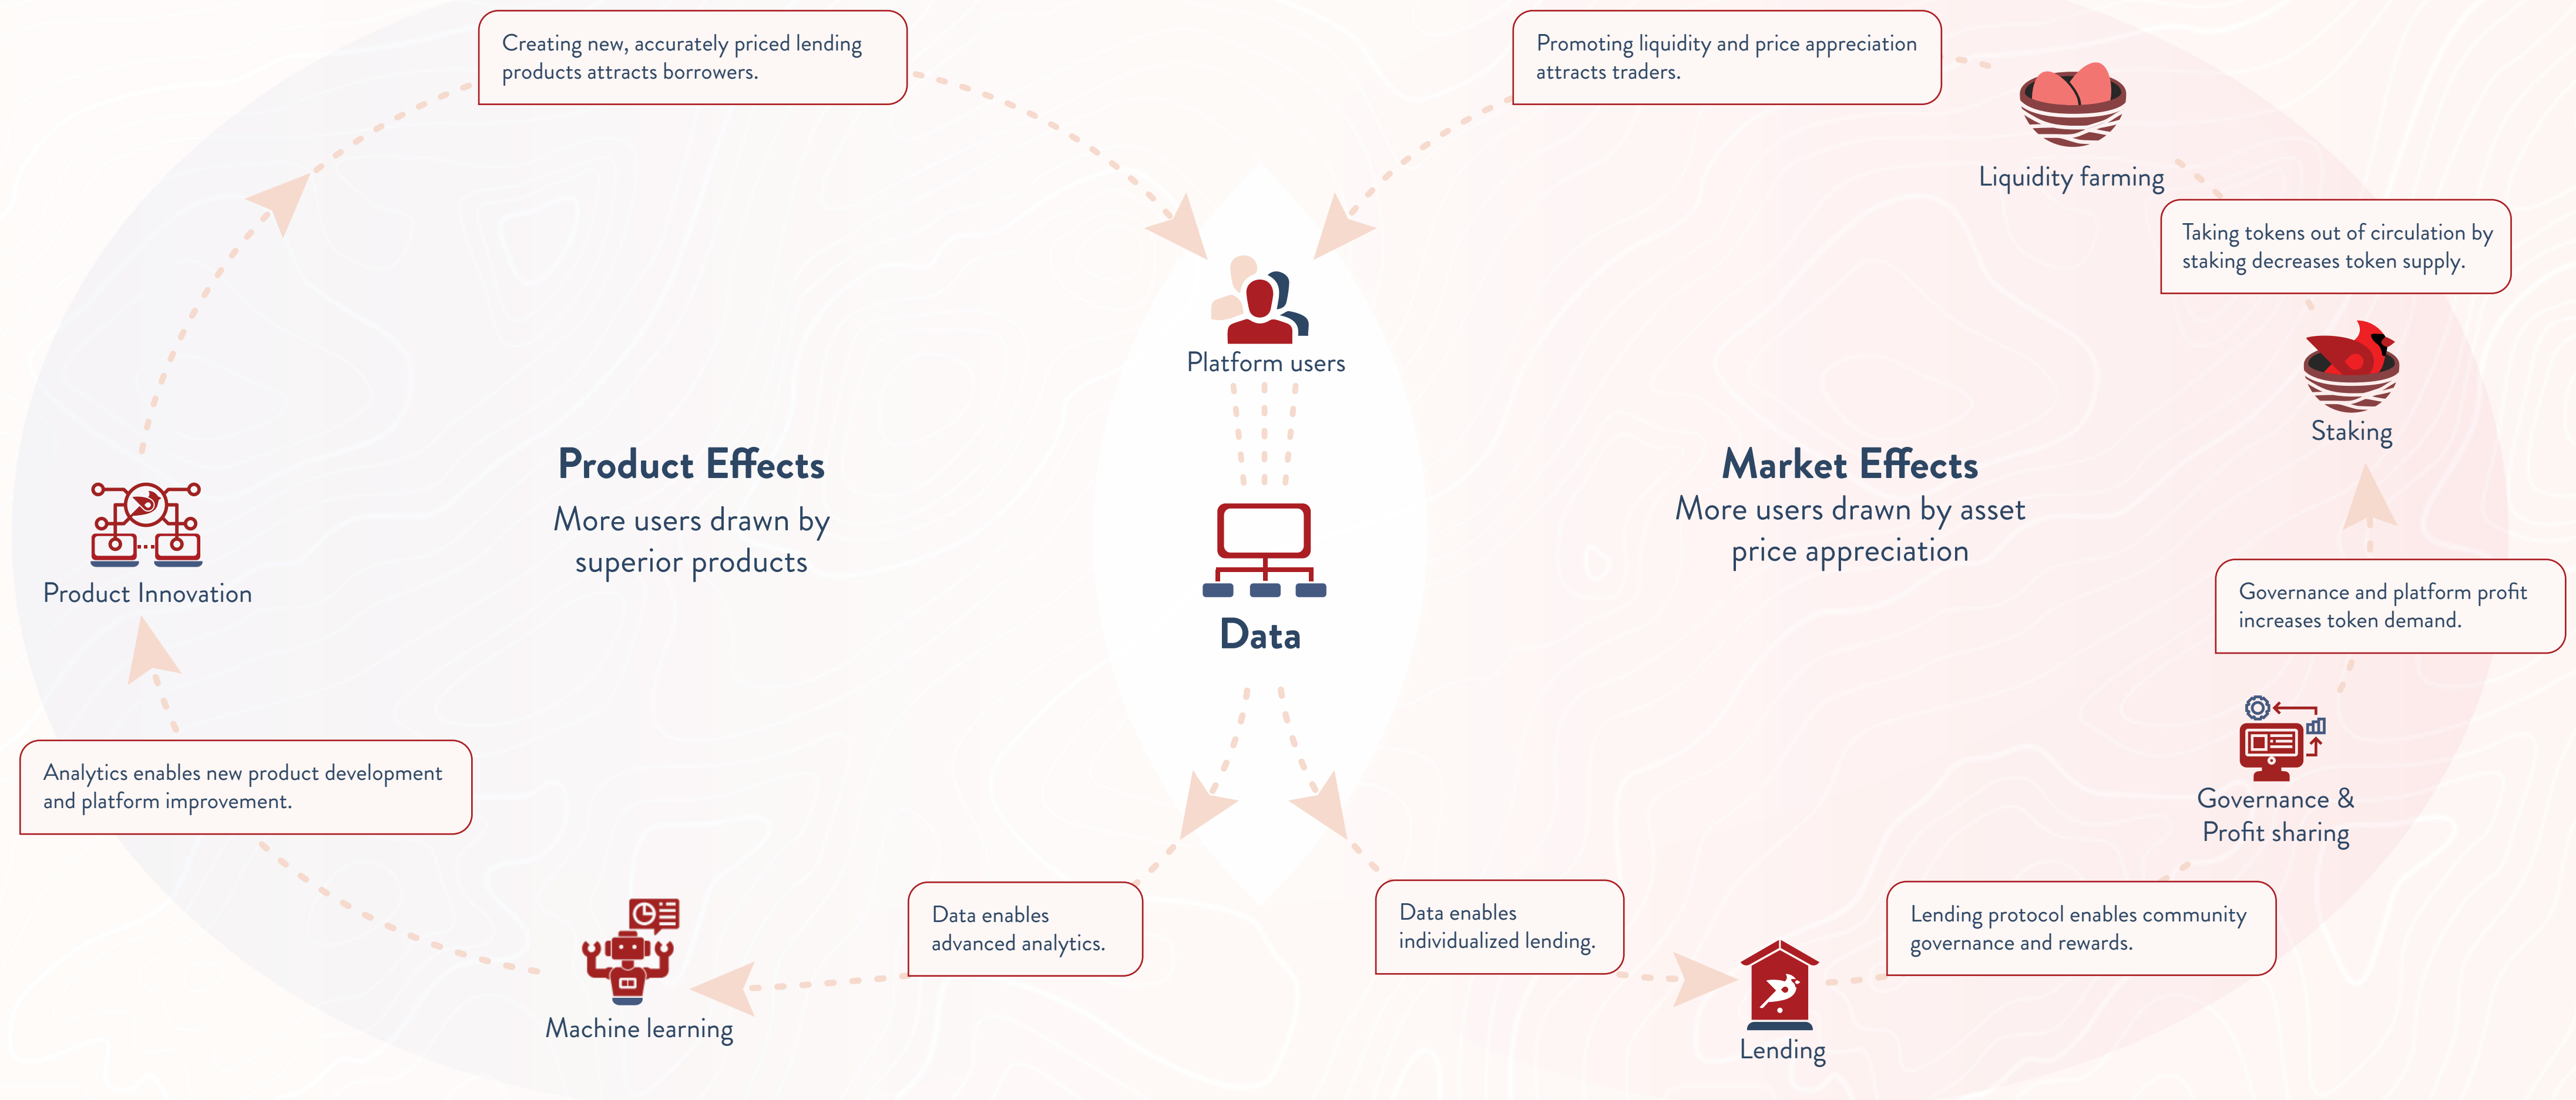 Creating new, accurately priced lending
products attracts borrowers.
Promoting liquidity and price appreciation
attracts traders.
Liquidity farming
Taking tokens out of circulation by
staking decreases token supply.
Platform users
Staking
Product Effects
More users drawn by
superior products
Market Effects
More users drawn by asset
price appreciation
Product Innovation
Data
Governance and platform profit
increases token demand.
Analytics enables new product development
and platform improvement.
Governance &
Profit sharing
Data enables
advanced analytics.
Data enables
individualized lending.
Lending protocol enables community
governance and rewards.
Machine learning
Lending